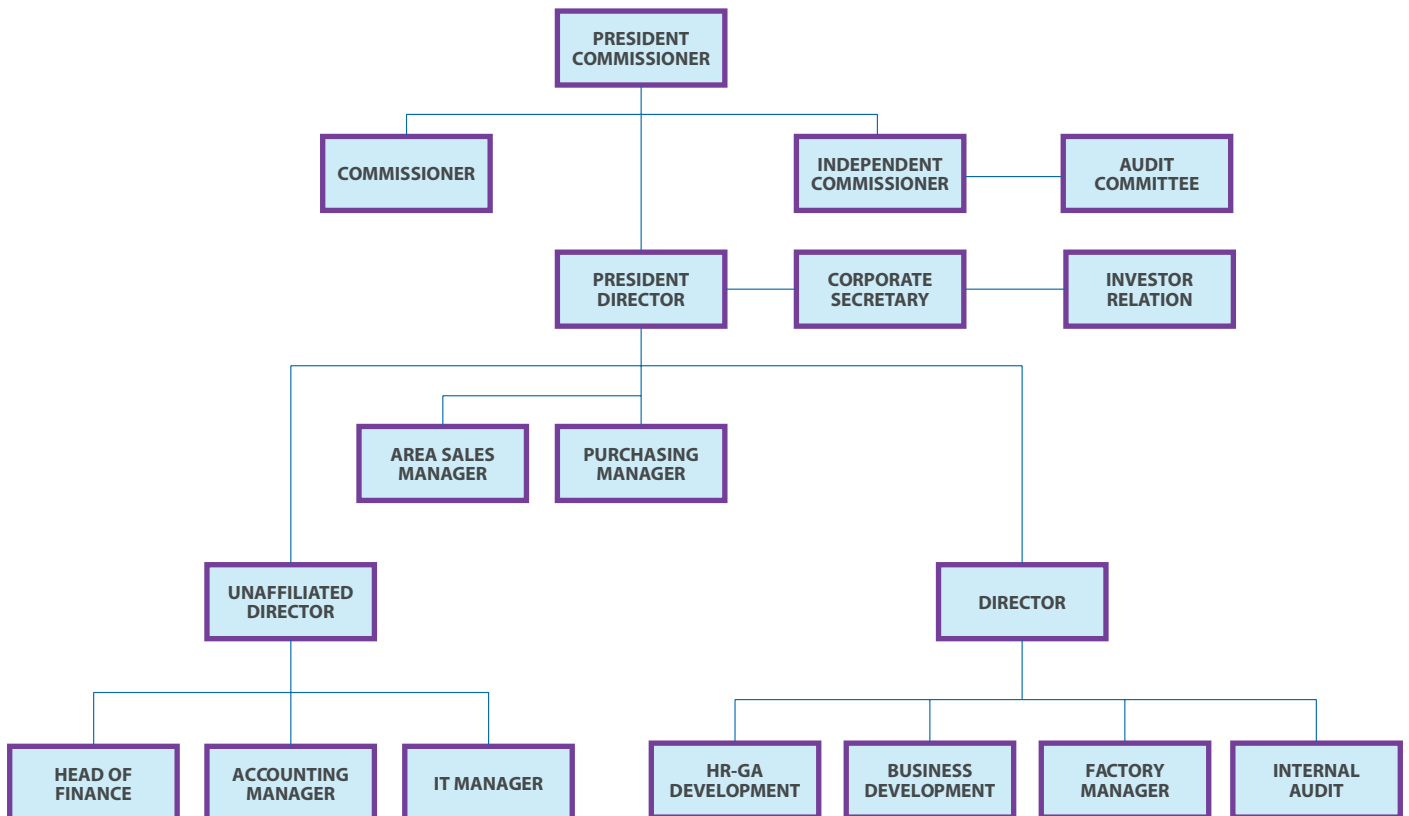 PRESIDENT
COMMISSIONER
COMMISSIONER
INDEPENDENT
COMMISSIONER
AUDIT
COMMITTEE
PRESIDENT
DIRECTOR
CORPORATE
SECRETARY
INVESTOR
RELATION
AREA SALES
MANAGER
PURCHASING
MANAGER
UNAFFILIATED
DIRECTOR
DIRECTOR
HEAD OF
FINANCE
ACCOUNTING
MANAGER
IT MANAGER
HR-GA
DEVELOPMENT
BUSINESS
DEVELOPMENT
FACTORY
MANAGER
INTERNAL
AUDIT